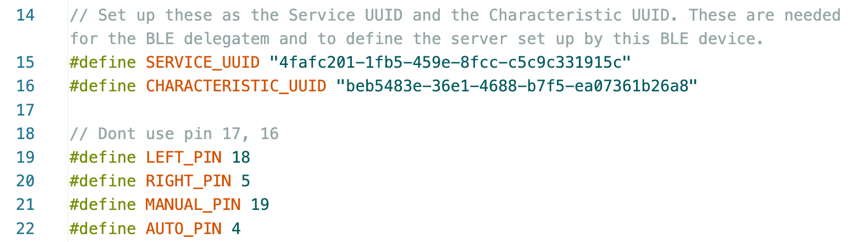 14 // Set up these as the Service UUID and the Characteristic UUID. These are needed
for the BLE delegatem and to define the server set up by this BLE device.
15 #define SERVICE_UUID "4fafc201-1fb5-459e-8fcc-c5c9c331915c"
16 #define CHARACTERISTIC_UUID "beb5483e-36e1-4688-b7f5-ea07361b26a8"
17
18 // Dont use pin 17, 16
19 #define LEFT_PIN 18
20 #define RIGHT_PIN 5
21 #define MANUAL_PIN 19
22 #define AUTO_PIN 4